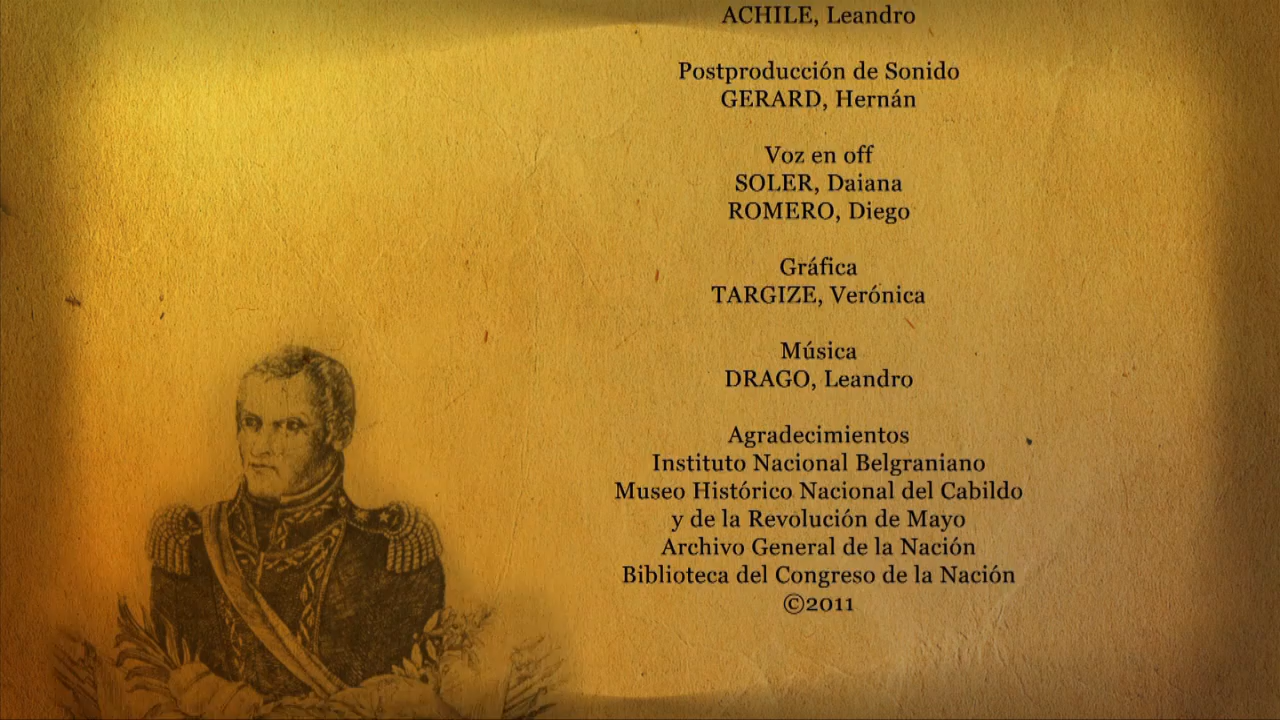 ACHILE, Leandro
Postproducción de Sonido
GERARD, Hernán
Voz en off
SOLER, Daiana
ROMERO, Diego
Gráfica
TARGIZE, Verónica
Música
DRAGO, Leandro
Agradecimientos
Instituto Nacional Belgraniano
Museo Histórico Nacional del Cabildo
y de la Revolución de Mayo
Archivo General de la Nación
Biblioteca del Congreso de la Nación
©2011